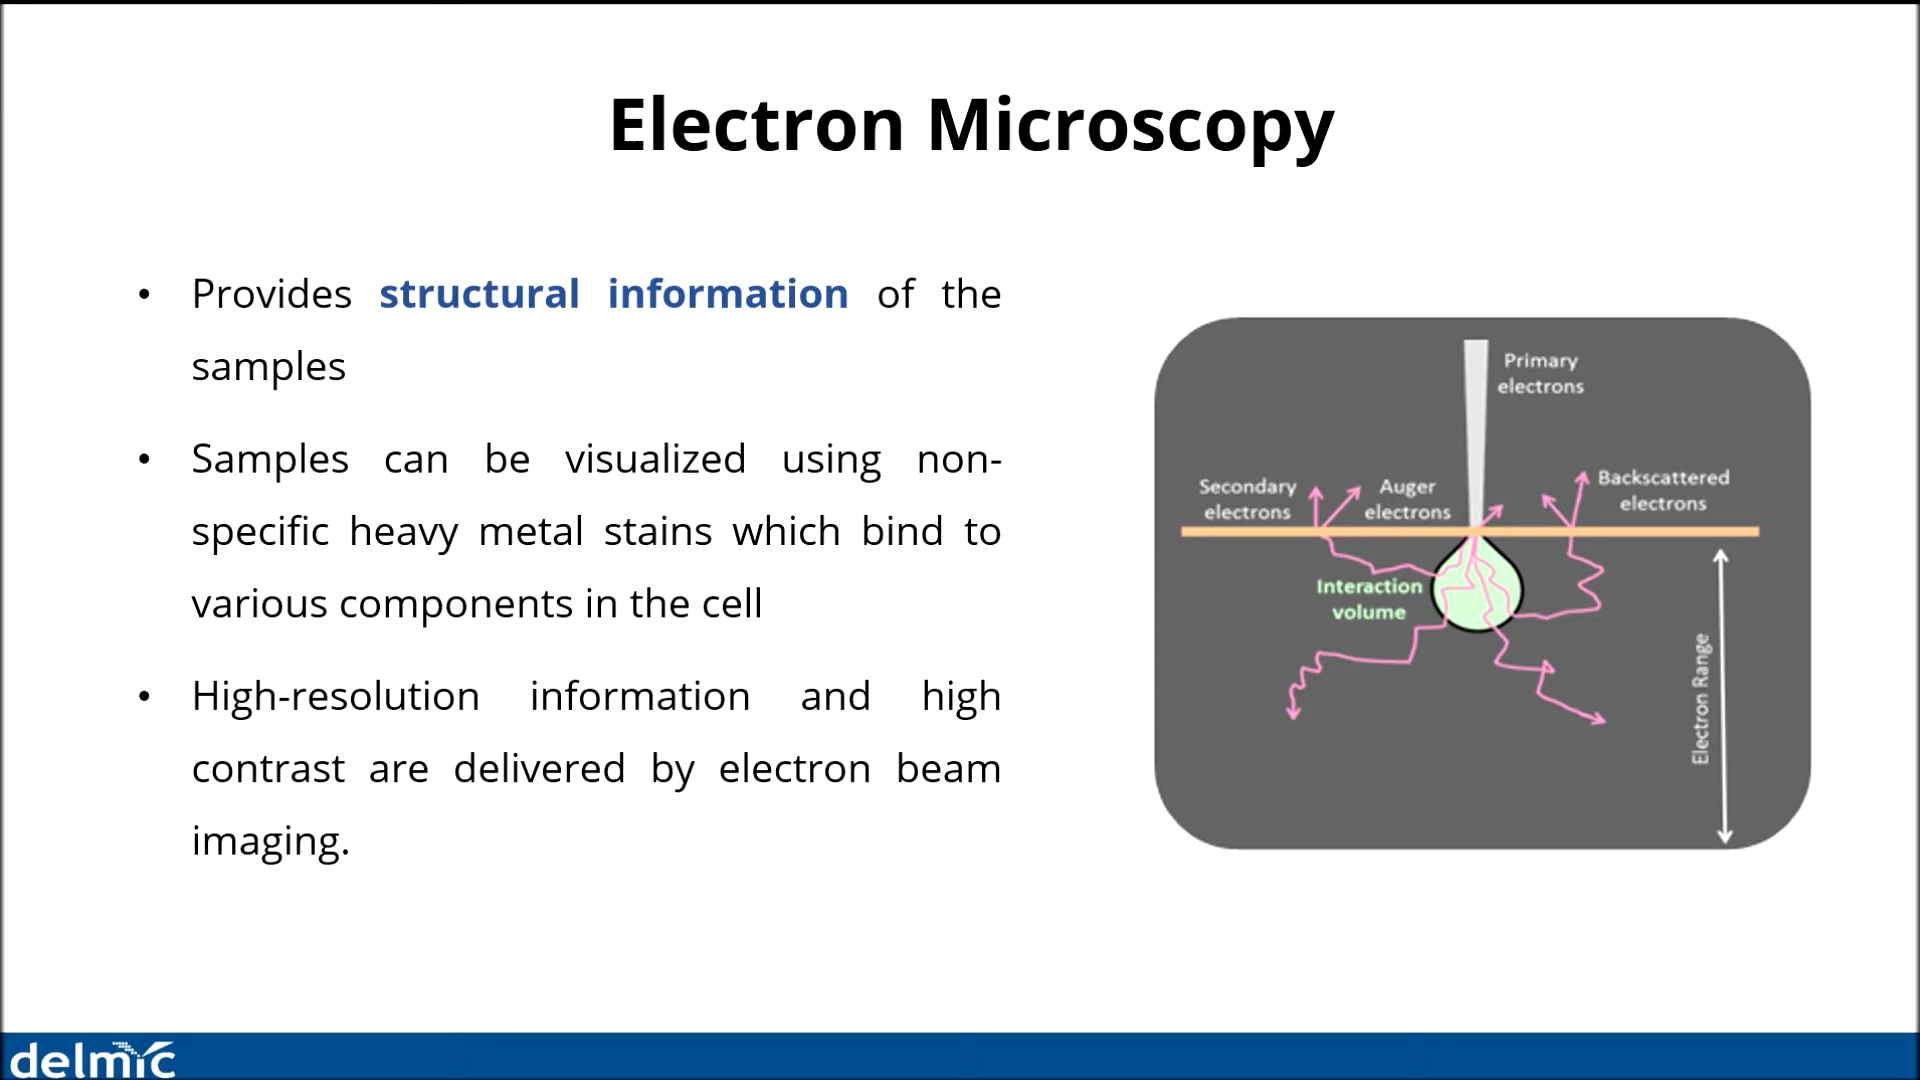 Electron Microscopy
• Provides structural information of the
samples
• Samples can be visualized using non-
specific heavy metal stains which bind to
various components in the cell
• High-resolution information and high
contrast are delivered by electron beam
imaging.
Primary
electrons
Secondary
electrons
Auger
electrons
Backscattered
electrons
Interaction
volume
Electron Range
delmic